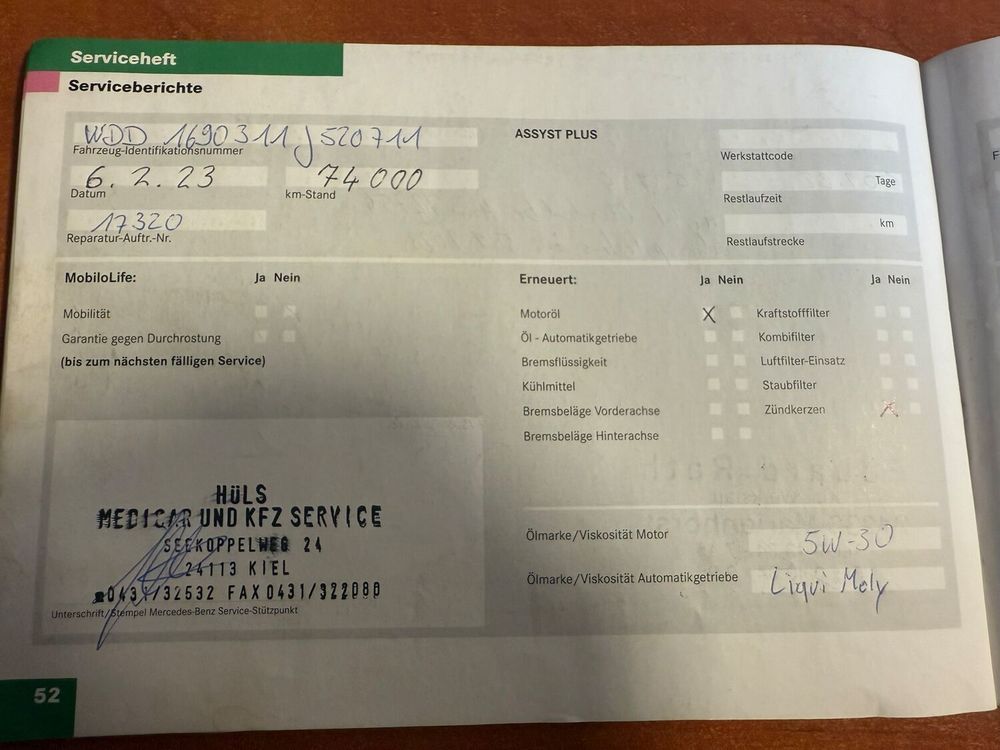 Serviceheft
Serviceberichte
WDD 1690311J520711
Fahrzeug-Identifikationsnummer
6. 2. 23
Datum
74 000
km-Stand
17320
Reparatur-Auftr.-Nr.
ASSYST PLUS
Werkstattcode
Tage
Restlaufzeit
km
Restlaufstrecke
MobiloLife: Ja Nein
Mobilität
Garantie gegen Durchrostung
(bis zum nächsten fälligen Service)
Erneuert: Ja Nein Ja Nein
Motoröl X Kraftstofffilter
Öl - Automatikgetriebe Kombifilter
Bremsflüssigkeit Luftfilter-Einsatz
Kühlmittel Staubfilter
Bremsbeläge Vorderachse Zündkerzen X
Bremsbeläge Hinterachse
HÜLS
MEDICAR UND KFZ SERVICE
SEEKOPPELWEG 24
24113 KIEL
0431/32532 FAX 0431/322080
Unterschrift/Stempel Mercedes-Benz Service-Stützpunkt
Ölmarke/Viskosität Motor 5W-30
Ölmarke/Viskosität Automatikgetriebe Liqui Moly
52